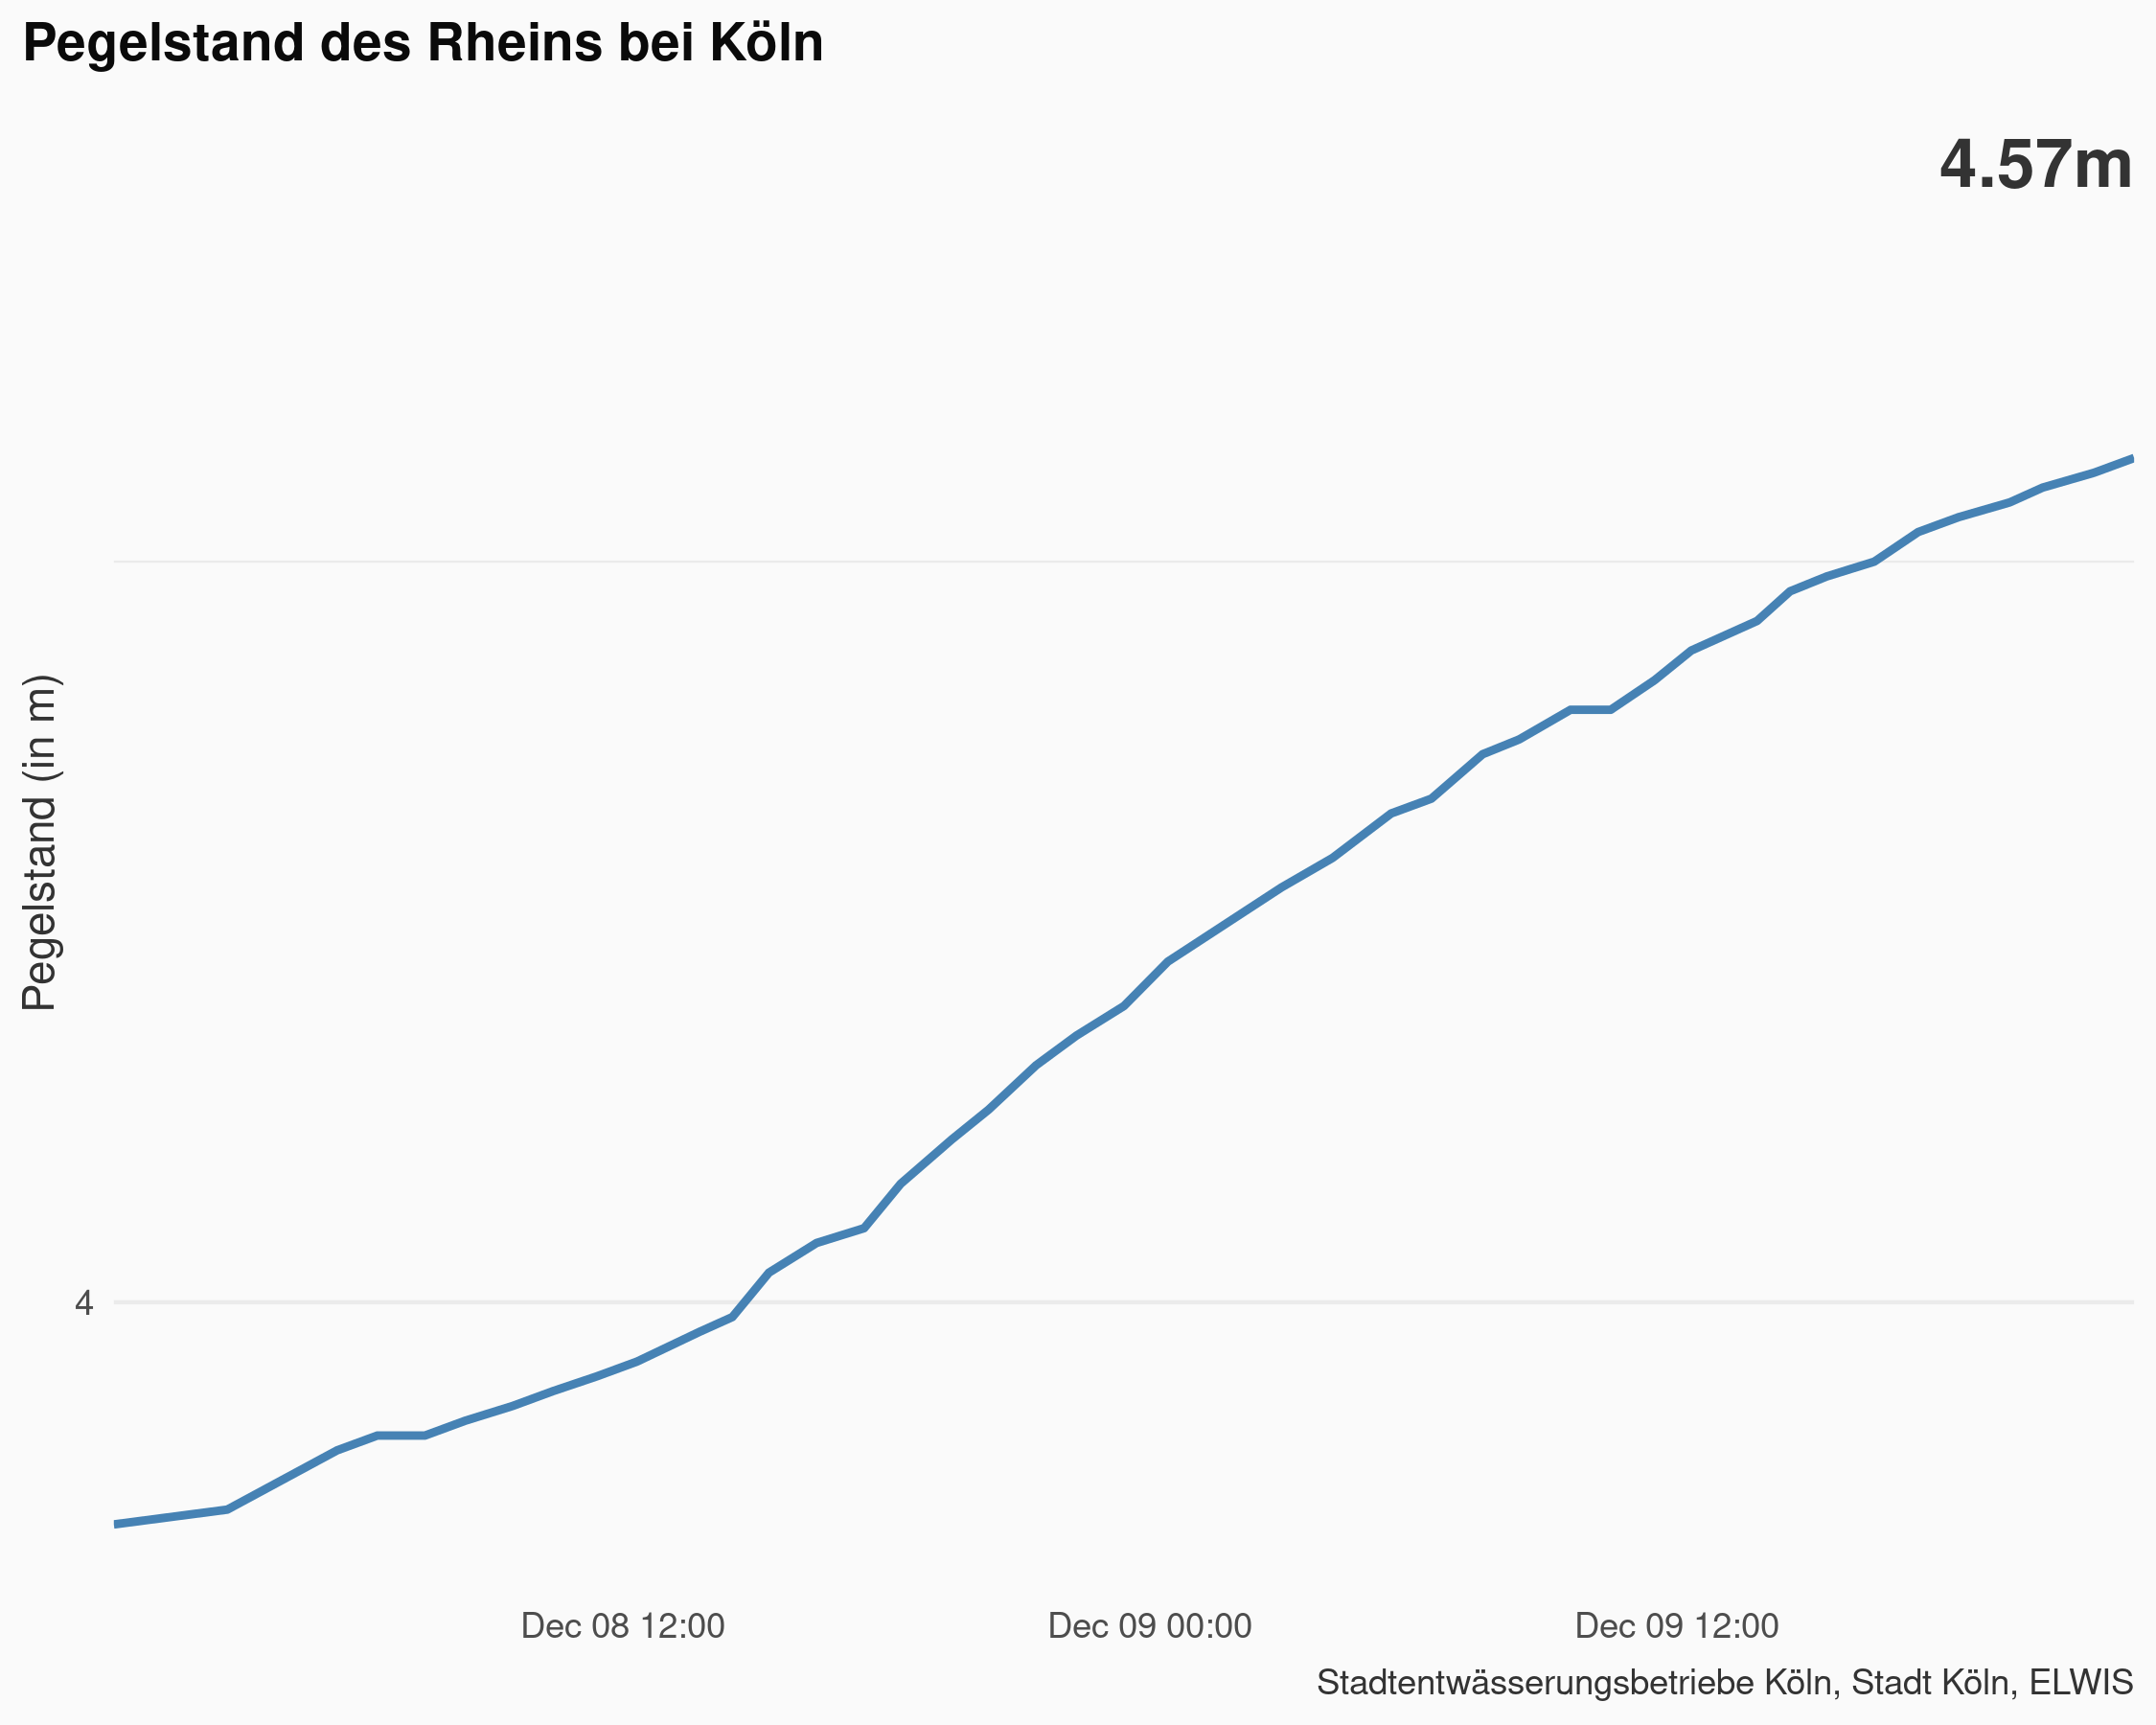 Pegelstand des Rheins bei Köln
4.57m
Pegelstand (in m)
4
Dec 08 12:00
Dec 09 00:00
Dec 09 12:00
Stadtentwässerungsbetriebe Köln, Stadt Köln, ELWIS